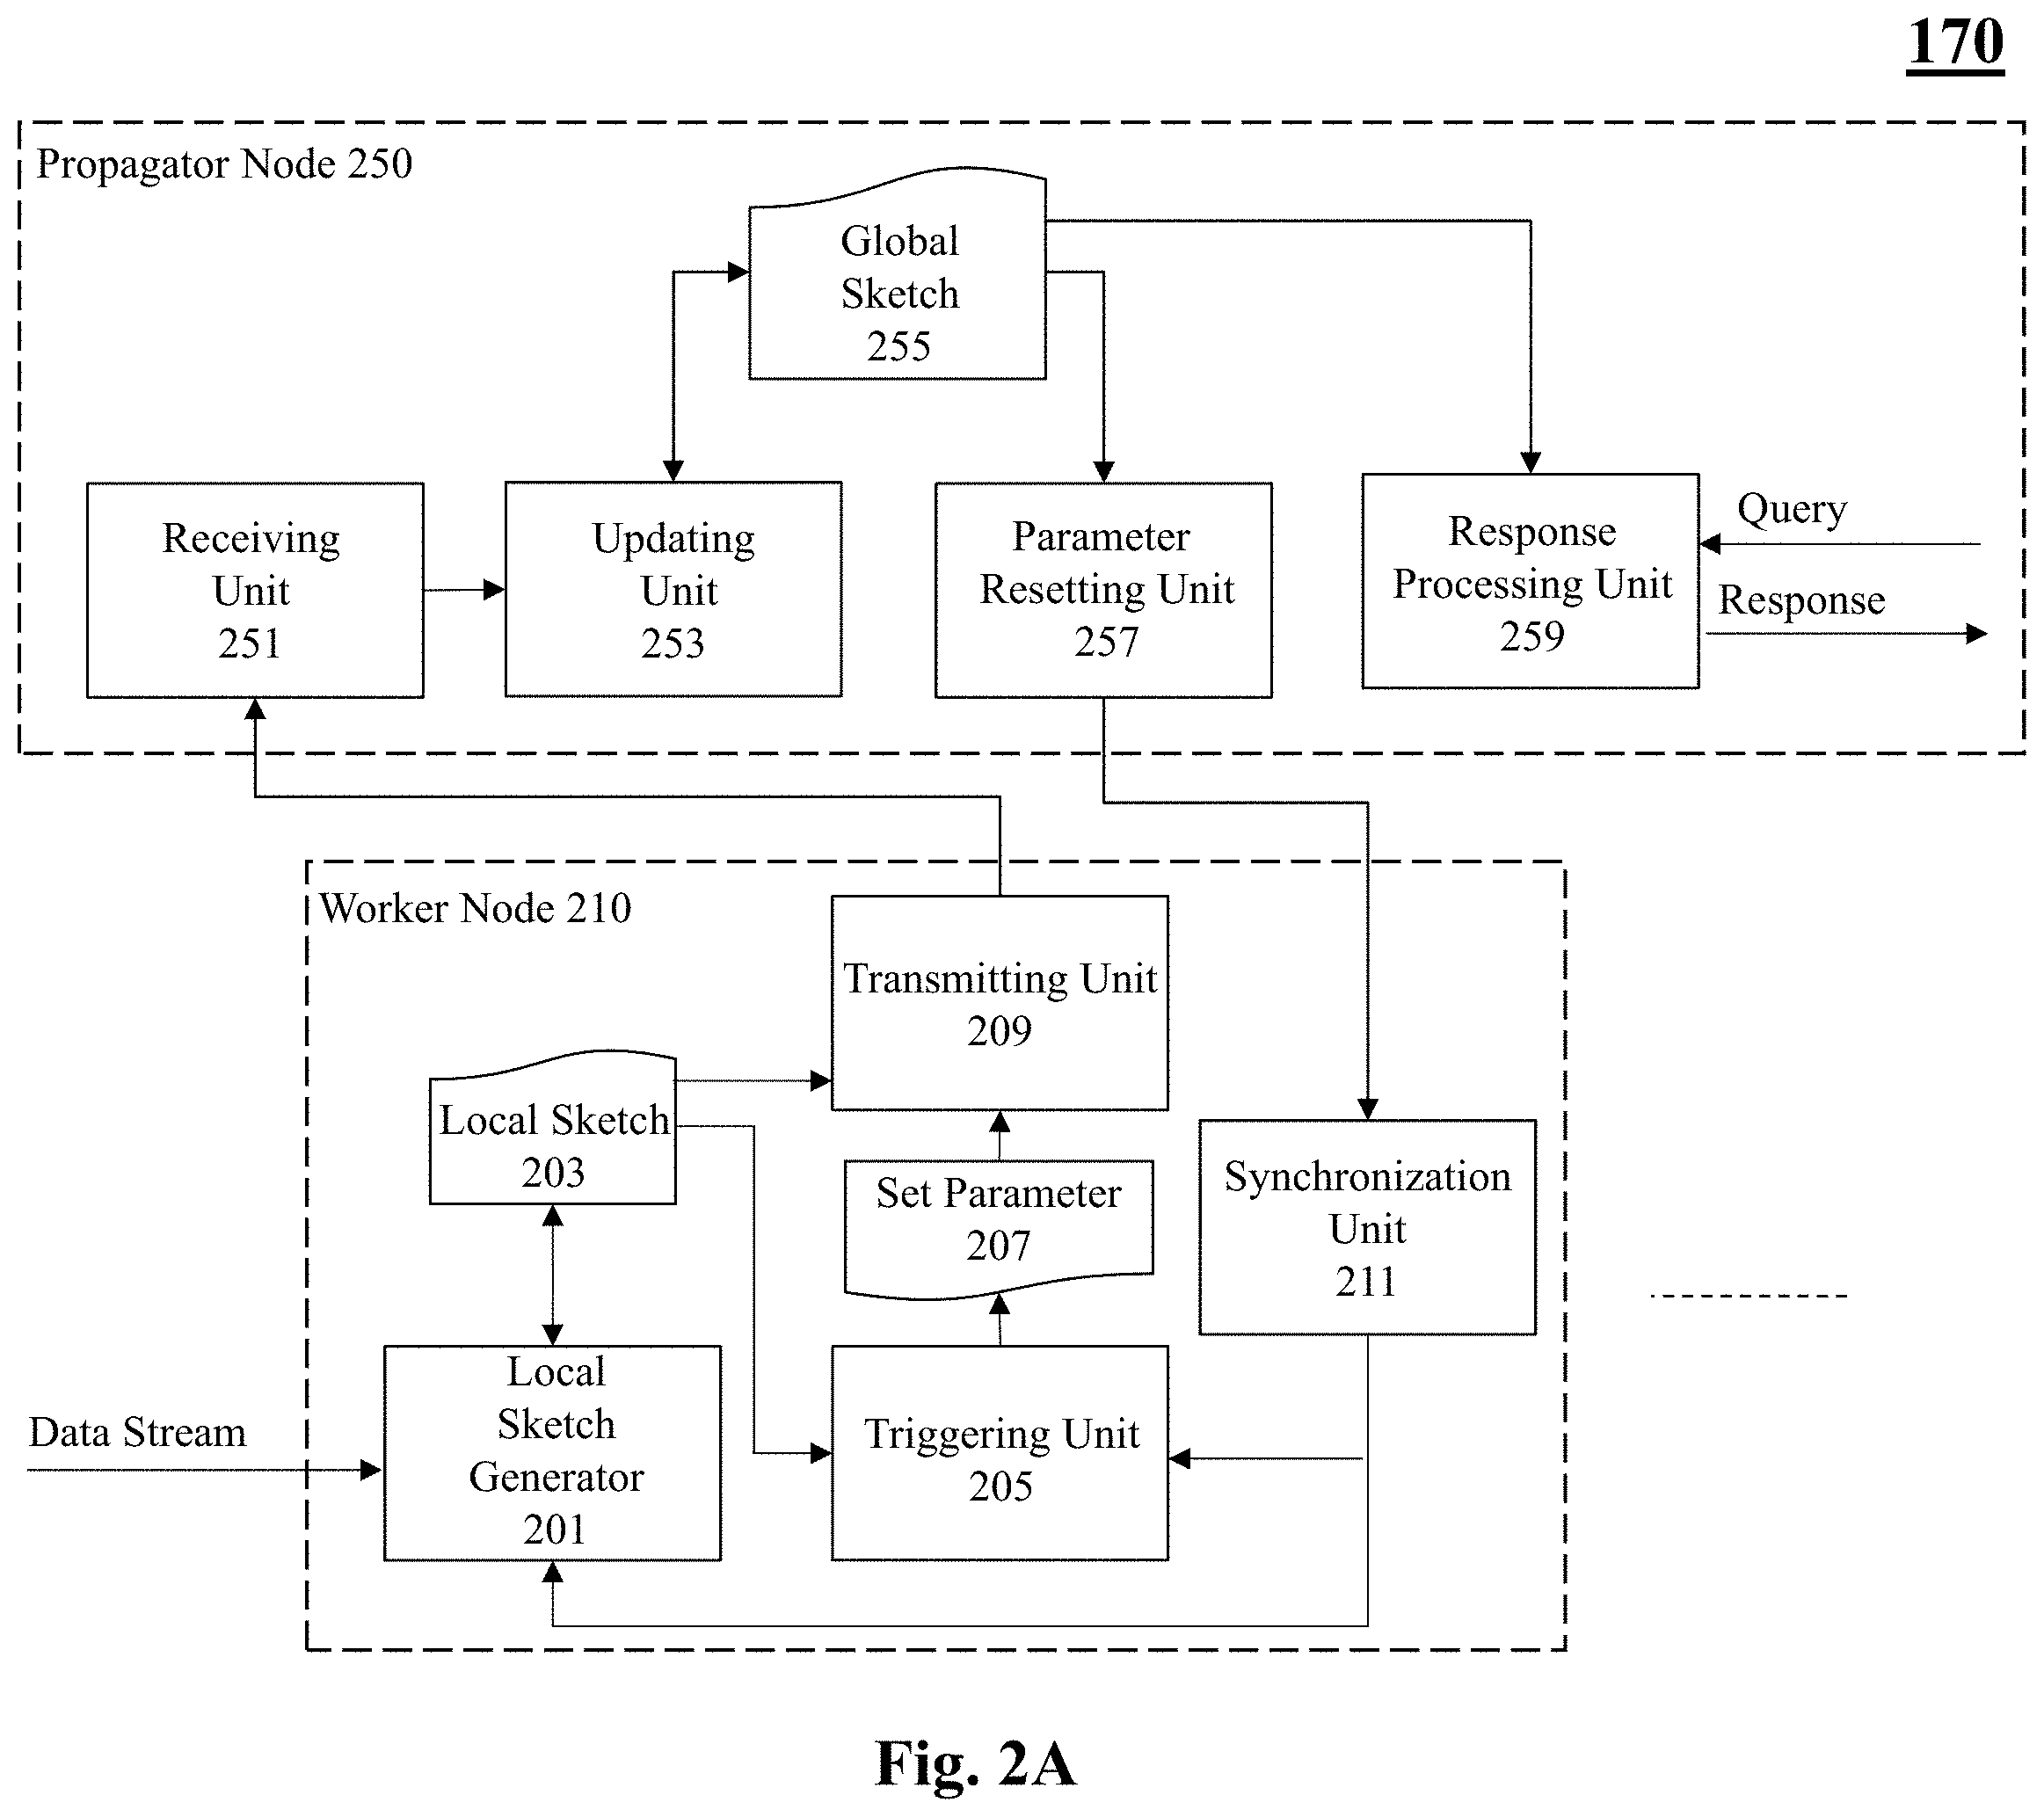 170
Propagator Node 250
Global
Sketch
255
Receiving
Unit
251
Updating
Unit
253
Parameter
Resetting Unit
257
Response
Processing Unit
259
Query
Response
Worker Node 210
Transmitting Unit
209
Local Sketch
203
Set Parameter
207
Synchronization
Unit
211
Data Stream
Local
Sketch
Generator
201
Triggering Unit
205
Fig. 2A